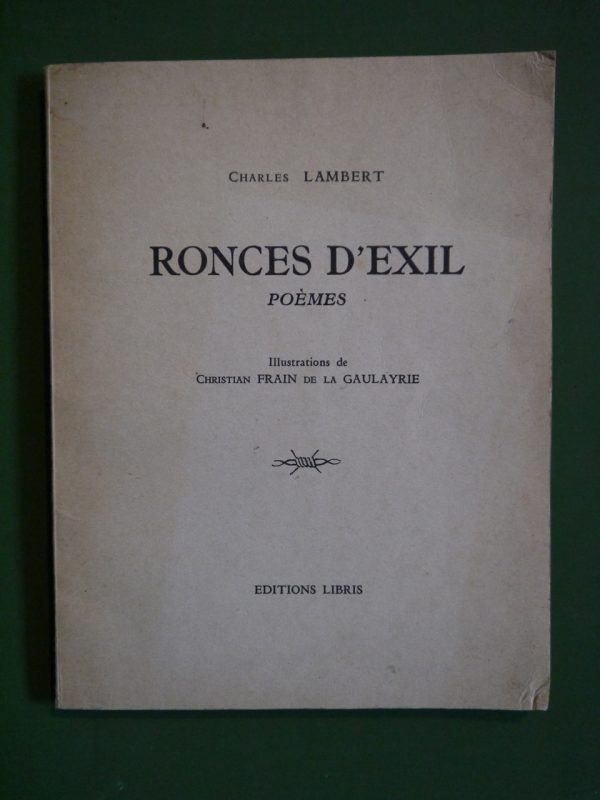 CHARLES LAMBERT
RONCES D'EXIL
POÈMES
Illustrations de
CHRISTIAN FRAIN DE LA GAULAYRIE
EDITIONS LIBRIS